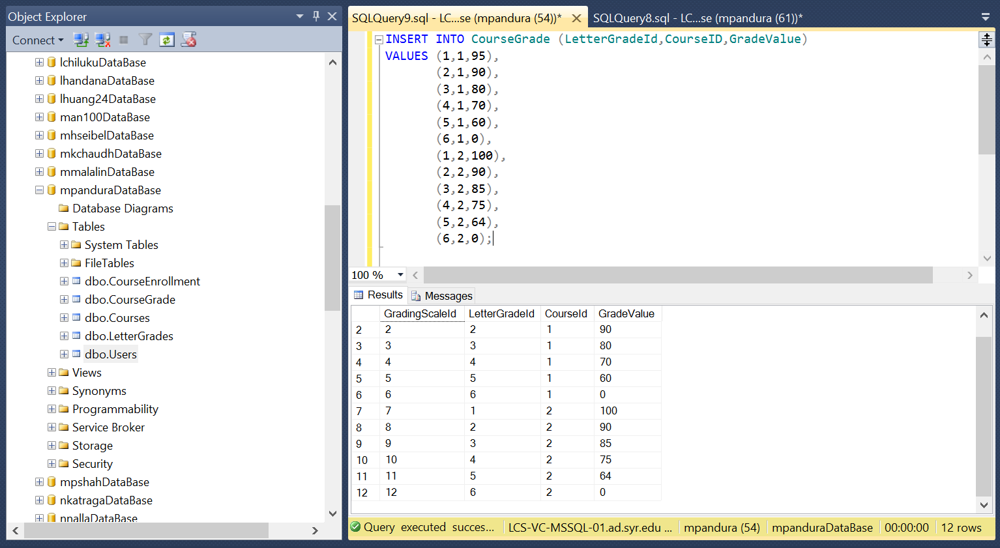 Object Explorer
Connect
lchilukuDataBase
lhandanaDataBase
lhuang24DataBase
man100DataBase
mhseibelDataBase
mkchaudhDataBase
mmalalinDataBase
mpanduraDataBase
Database Diagrams
Tables
System Tables
FileTables
dbo.CourseEnrollment
dbo.CourseGrade
dbo.Courses
dbo.LetterGrades
dbo.Users
Views
Synonyms
Programmability
Service Broker
Storage
Security
mpshahDataBase
nkatragaDataBase
nnallaDataBase
SQLQuery9.sql - LC...se (mpandura (54))* SQLQuery8.sql - LC...se (mpandura (61))*
INSERT INTO CourseGrade (LetterGradeId,CourseID,GradeValue)
VALUES (1,1,95),
(2,1,90),
(3,1,80),
(4,1,70),
(5,1,60),
(6,1,0),
(1,2,100),
(2,2,90),
(3,2,85),
(4,2,75),
(5,2,64),
(6,2,0);
100 %
Results Messages
GradingScaleId LetterGradeId CourseId GradeValue
2 2 2 1 90
3 3 3 1 80
4 4 4 1 70
5 5 5 1 60
6 6 6 1 0
7 7 1 2 100
8 8 2 2 90
9 9 3 2 85
10 10 4 2 75
11 11 5 2 64
12 12 6 2 0
Query executed succes... LCS-VC-MSSQL-01.ad.syr.edu ... mpandura (54) mpanduraDataBase 00:00:00 12 rows